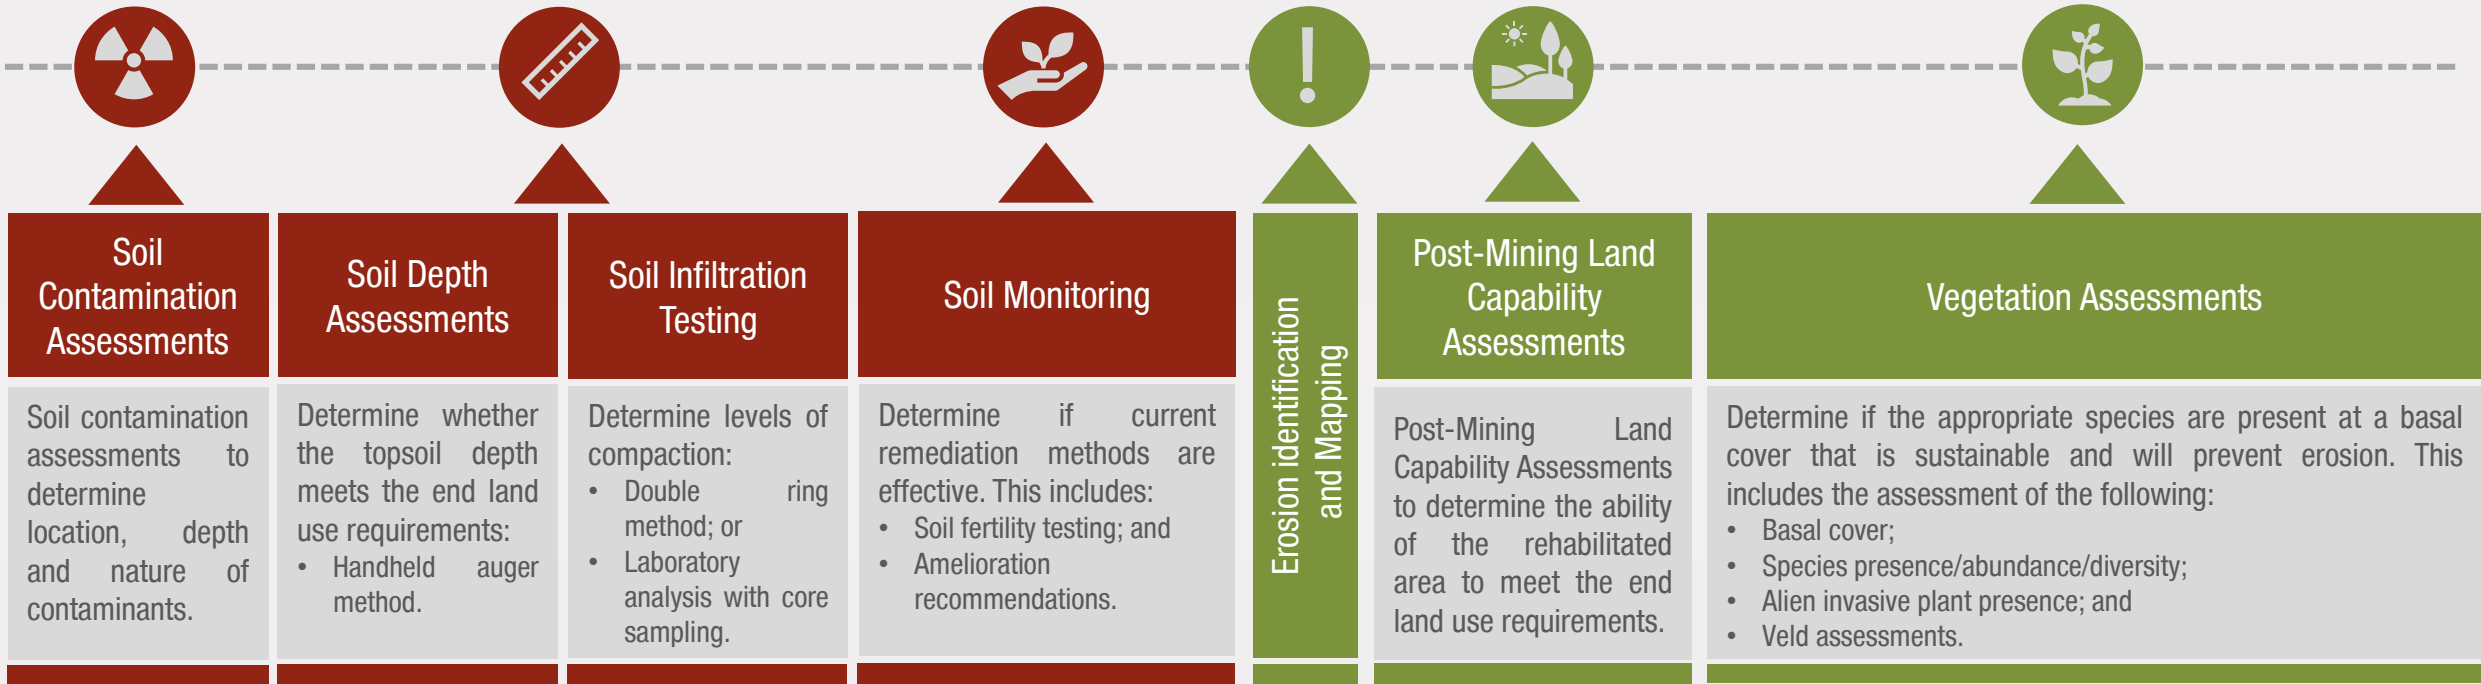 Soil
Contamination
Assessments
Soil contamination
assessments to
determine
location, depth
and nature of
contaminants.
Soil Depth
Assessments
Determine whether
the topsoil depth
meets the end land
use requirements:
• Handheld auger
method.
Soil Infiltration
Testing
Determine levels of
compaction:
• Double ring
method; or
• Laboratory
analysis with core
sampling.
Soil Monitoring
Determine if current
remediation methods are
effective. This includes:
• Soil fertility testing; and
• Amelioration
recommendations.
Erosion identification
and Mapping
Post-Mining Land
Capability
Assessments
Post-Mining Land
Capability Assessments
to determine the ability
of the rehabilitated
area to meet the end
land use requirements.
Vegetation Assessments
Determine if the appropriate species are present at a basal
cover that is sustainable and will prevent erosion. This
includes the assessment of the following:
• Basal cover;
• Species presence/abundance/diversity;
• Alien invasive plant presence; and
• Veld assessments.